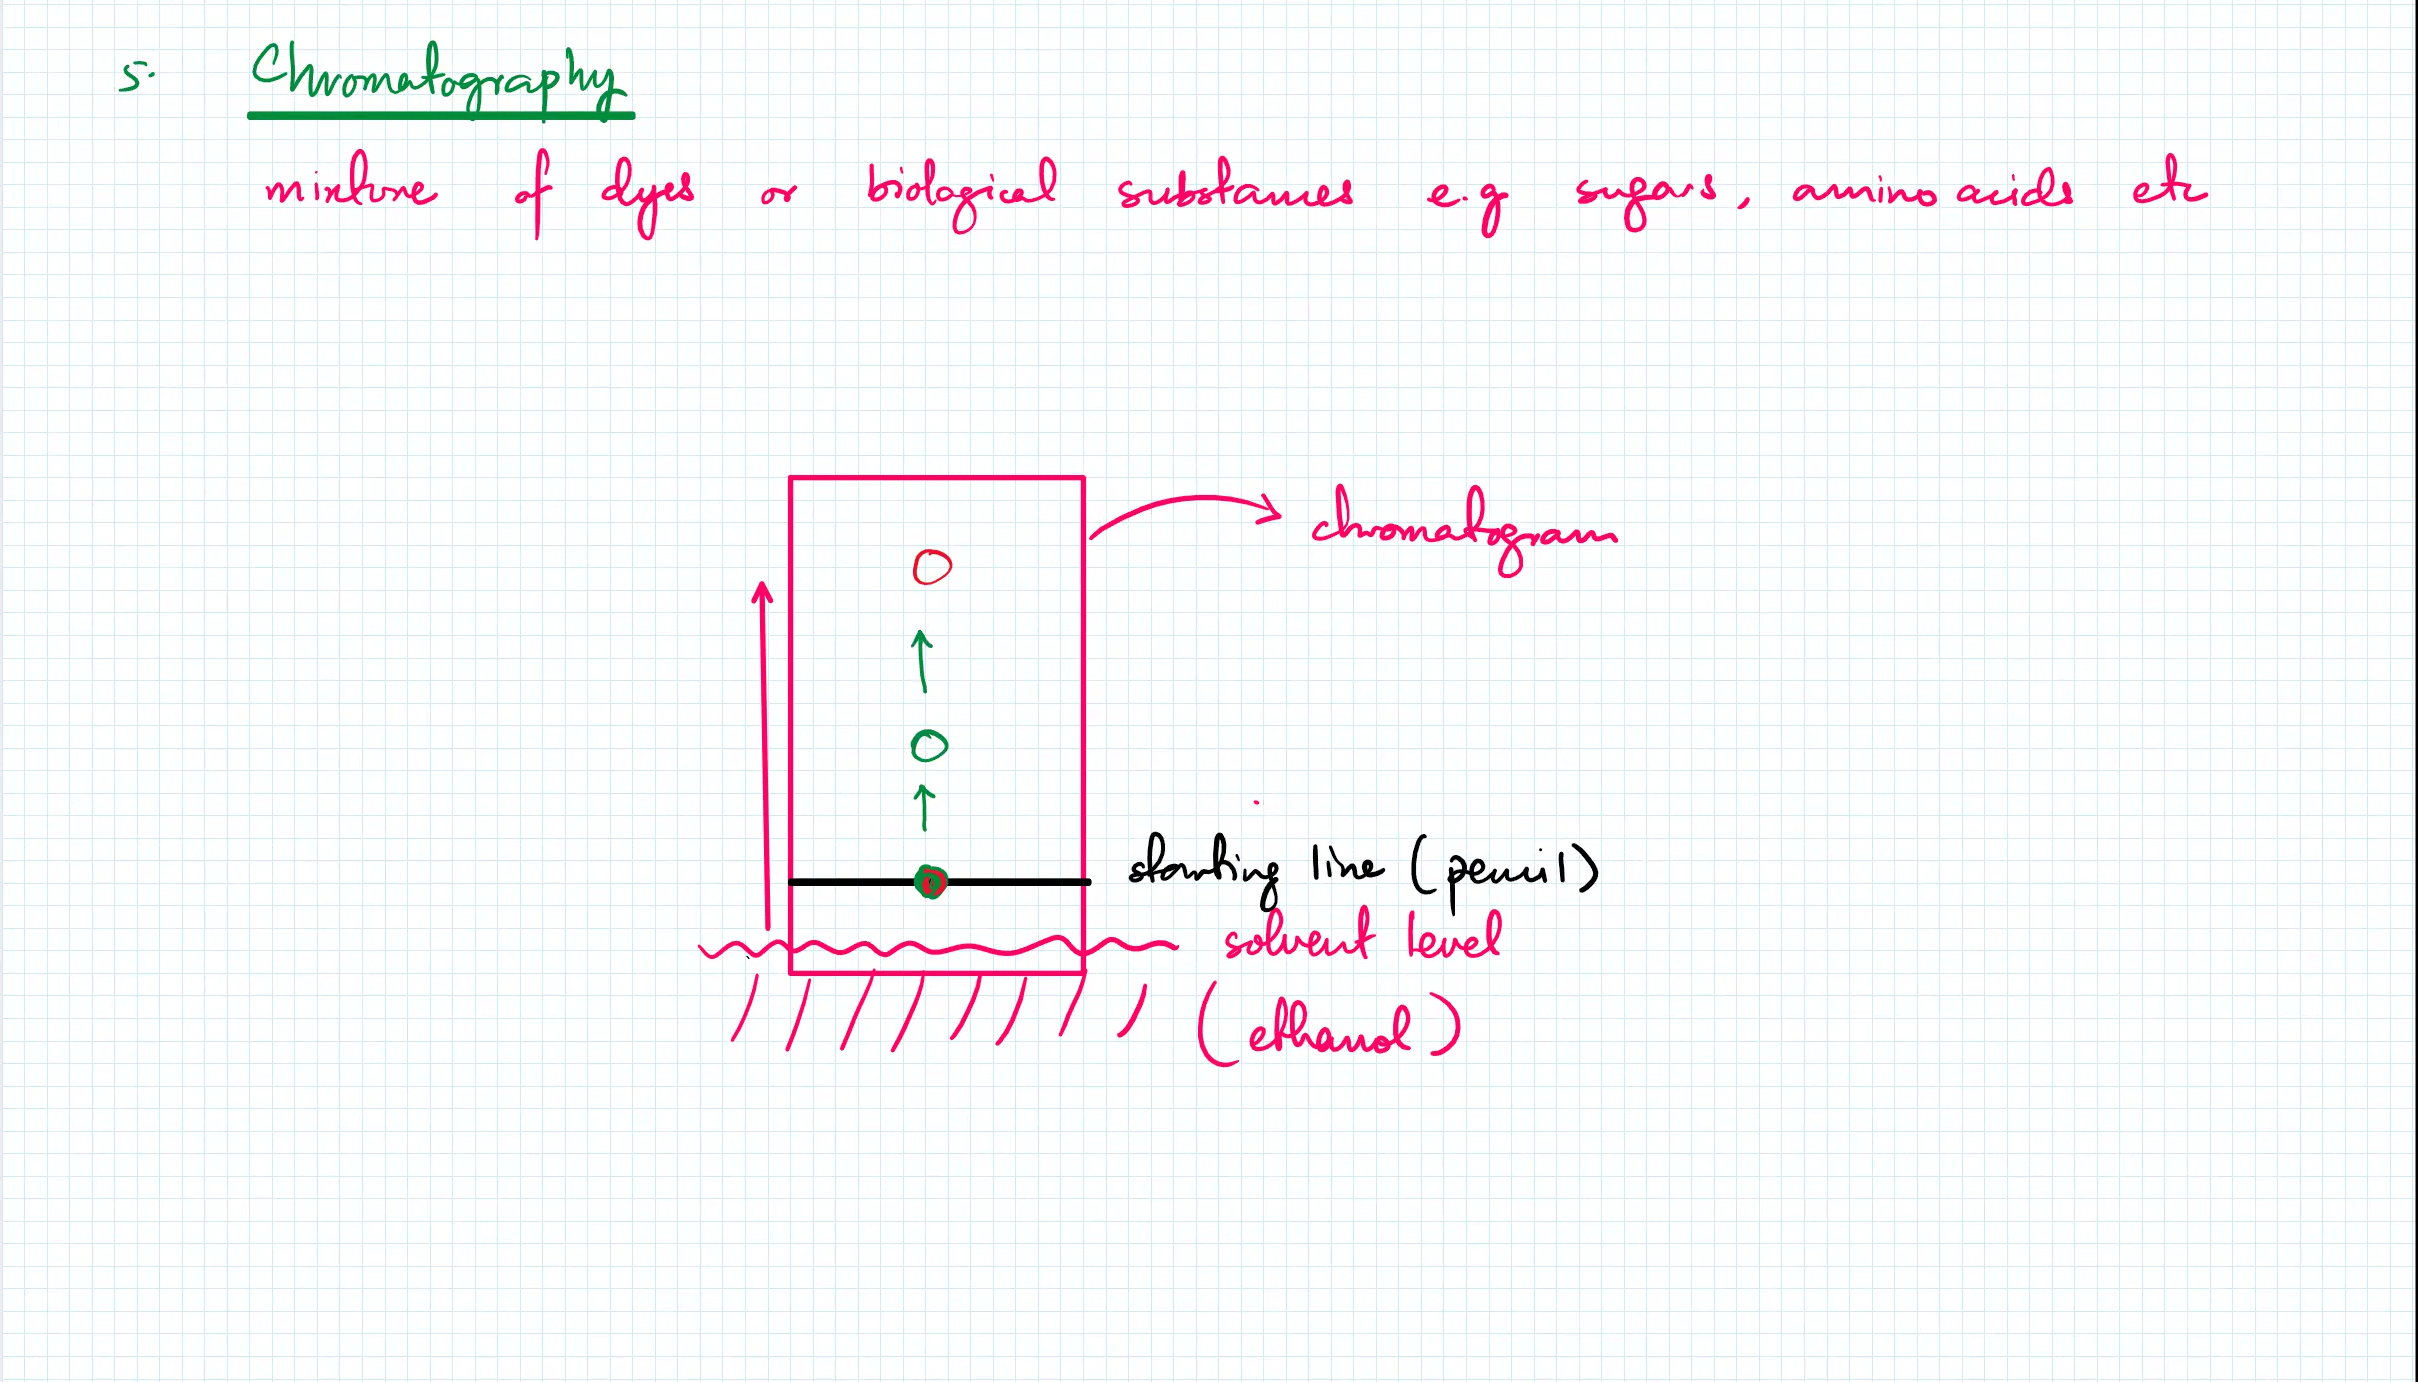 5. Chromatography
mixture of dyes or biological substances e.g sugars, amino acids etc
chromatogram
starting line (pencil)
solvent level
(ethanol)